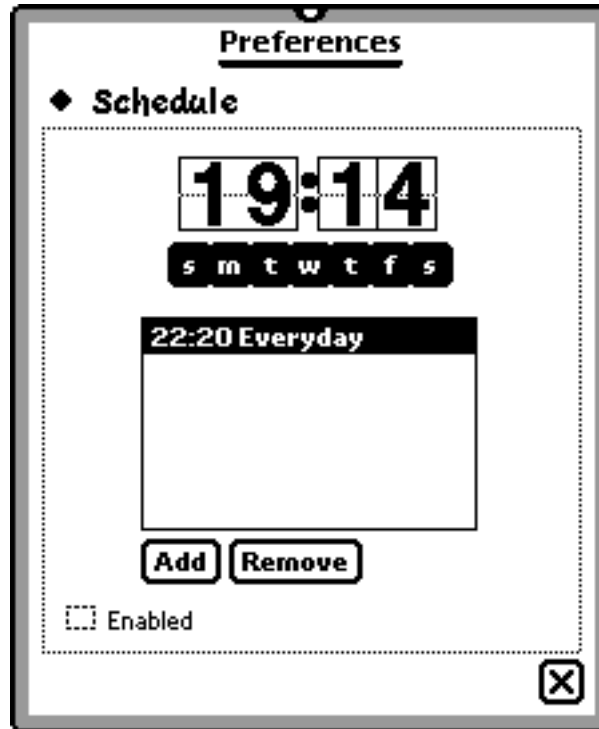 Preferences
Schedule
19:14
s m t w t f s
22:20 Everyday
Add Remove
Enabled